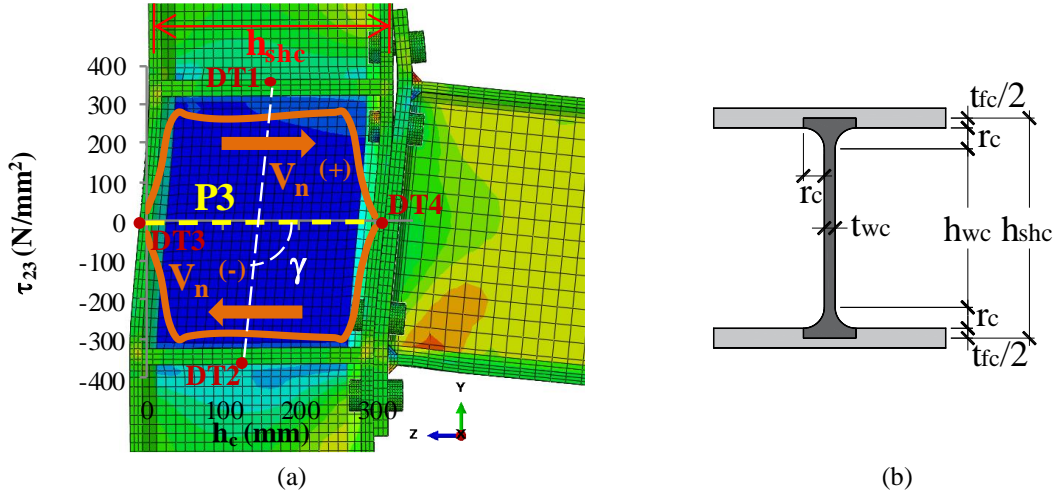 h_shc
DT1
400
300
200
100
0
-100
-200
-300
-400
τ₂₃ (N/mm²)
V_n (+)
P3
DT4
DT3
V_n (-)
γ
DT2
0 100 200 300
h_c (mm)
Y
Z
X
(a)
t_fc/2
r_c
r_c
t_wc
h_wc h_shc
r_c
t_fc/2
(b)